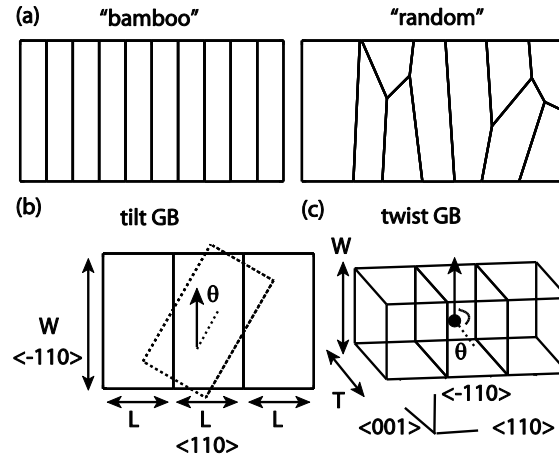 (a) "bamboo" "random"
(b) tilt GB (c) twist GB
W
θ
W
<-110>
θ
T
<-110>
L L L
<001> <110>
<110>